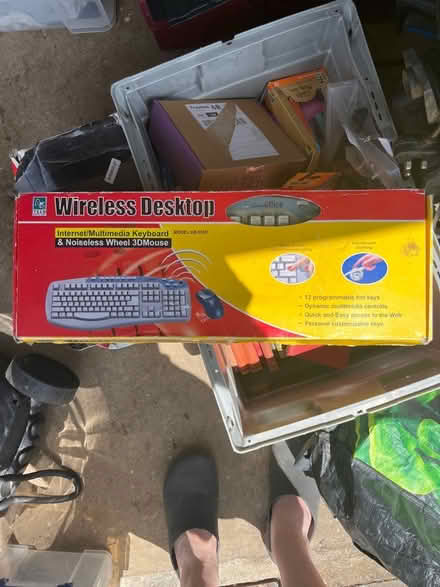 Wireless Desktop
Office
Internet/Multimedia Keyboard
& Noiseless Wheel 3DMouse
- 12 programmable hot keys
- Dynamic multimedia controls
- Quick and Easy access to the Web
- Personal customizable keys